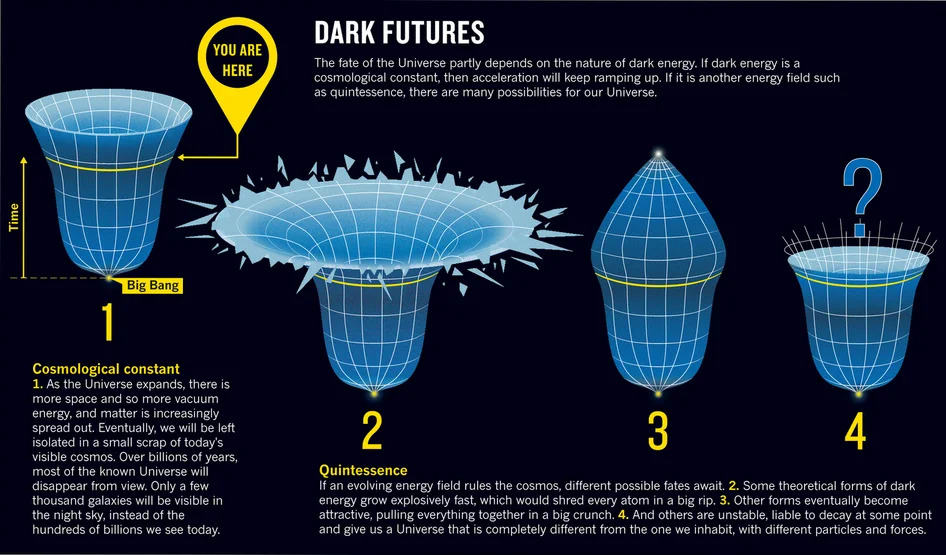 DARK FUTURES
The fate of the Universe partly depends on the nature of dark energy. If dark energy is a
cosmological constant, then acceleration will keep ramping up. If it is another energy field such
as quintessence, there are many possibilities for our Universe.
YOU ARE
HERE
Time
Big Bang
1
Cosmological constant
1. As the Universe expands, there is
more space and so more vacuum
energy, and matter is increasingly
spread out. Eventually, we will be left
isolated in a small scrap of today's
visible cosmos. Over billions of years,
most of the known Universe will
disappear from view. Only a few
thousand galaxies will be visible in
the night sky, instead of the
hundreds of billions we see today.
2
3
?
4
Quintessence
If an evolving energy field rules the cosmos, different possible fates await. 2. Some theoretical forms of dark
energy grow explosively fast, which would shred every atom in a big rip. 3. Other forms eventually become
attractive, pulling everything together in a big crunch. 4. And others are unstable, liable to decay at some point
and give us a Universe that is completely different from the one we inhabit, with different particles and forces.